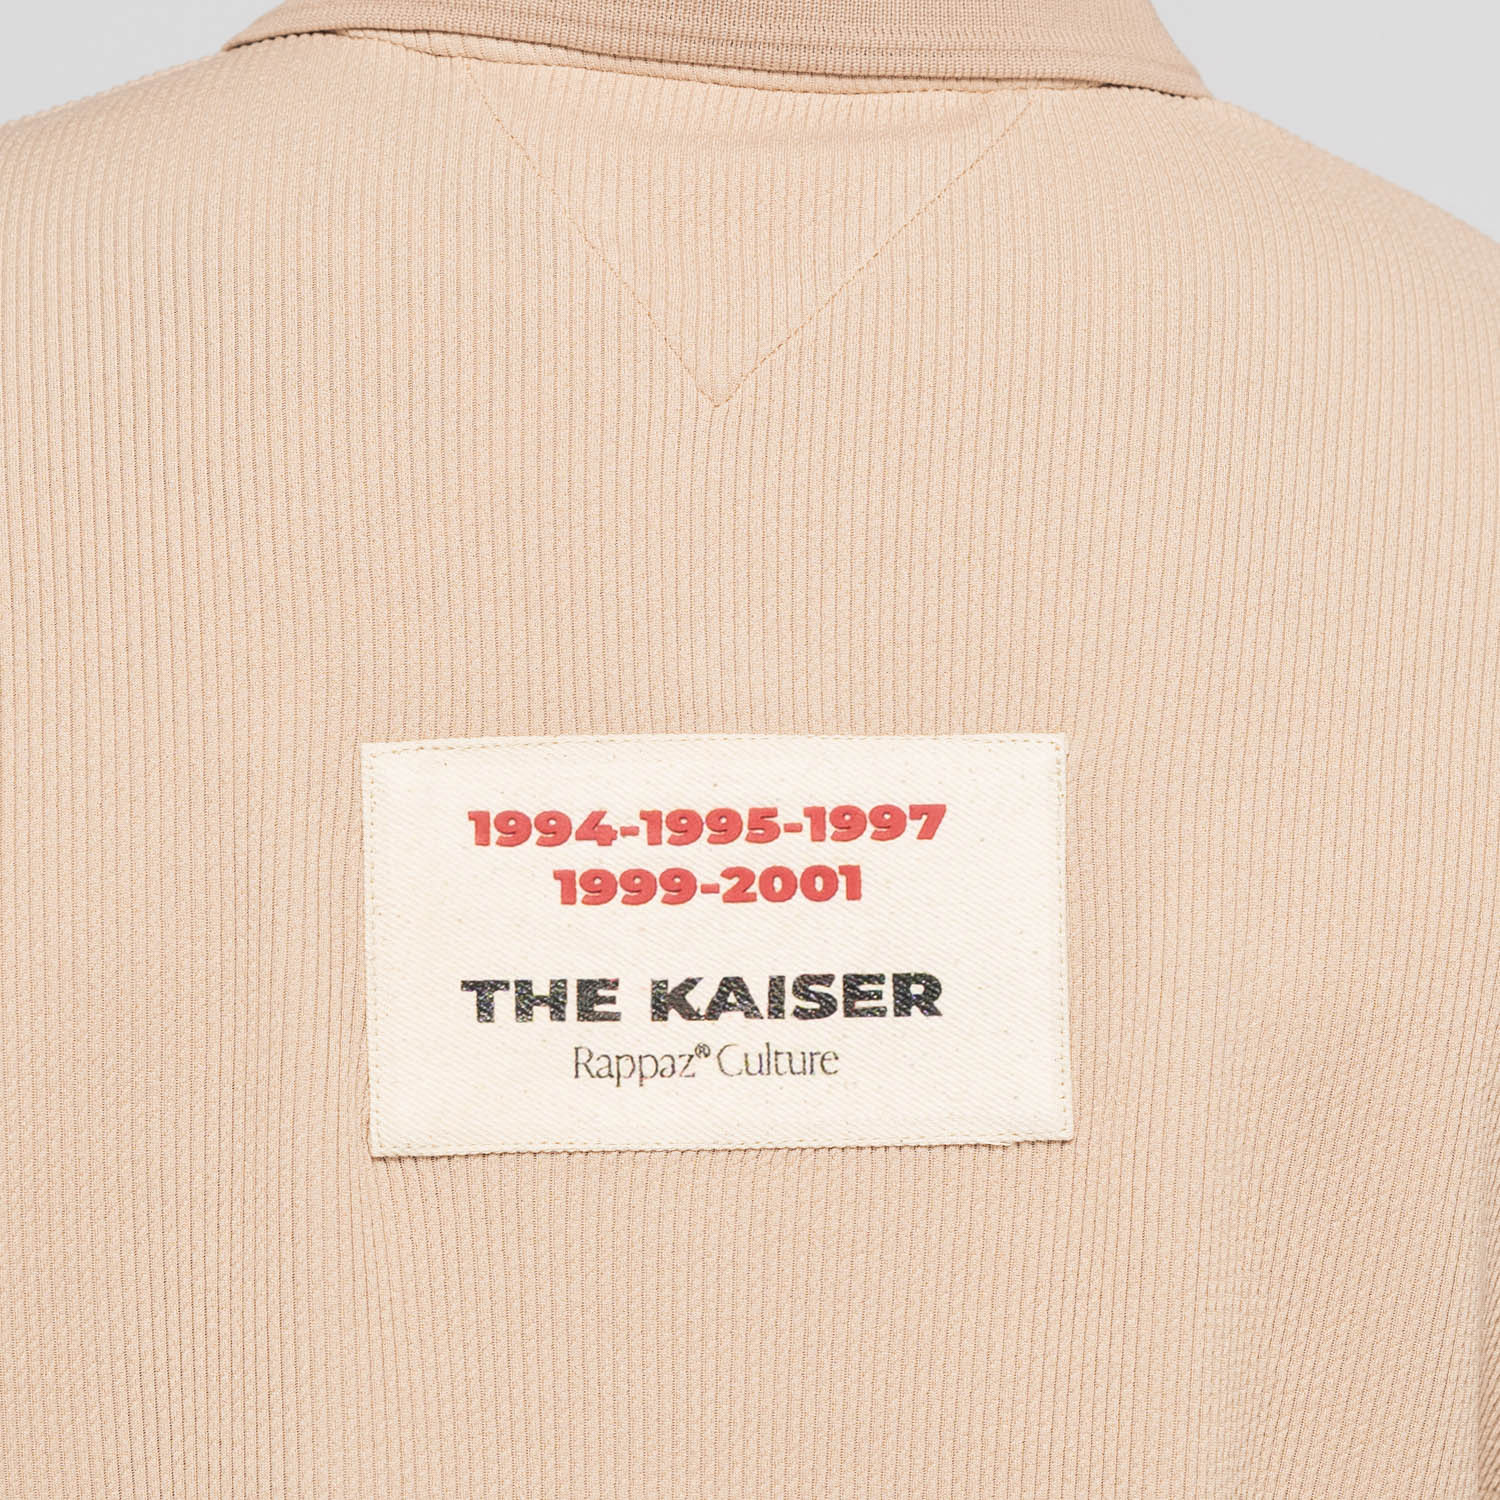 1994-1995-1997
1999-2001
THE KAISER
Rappaz® Culture